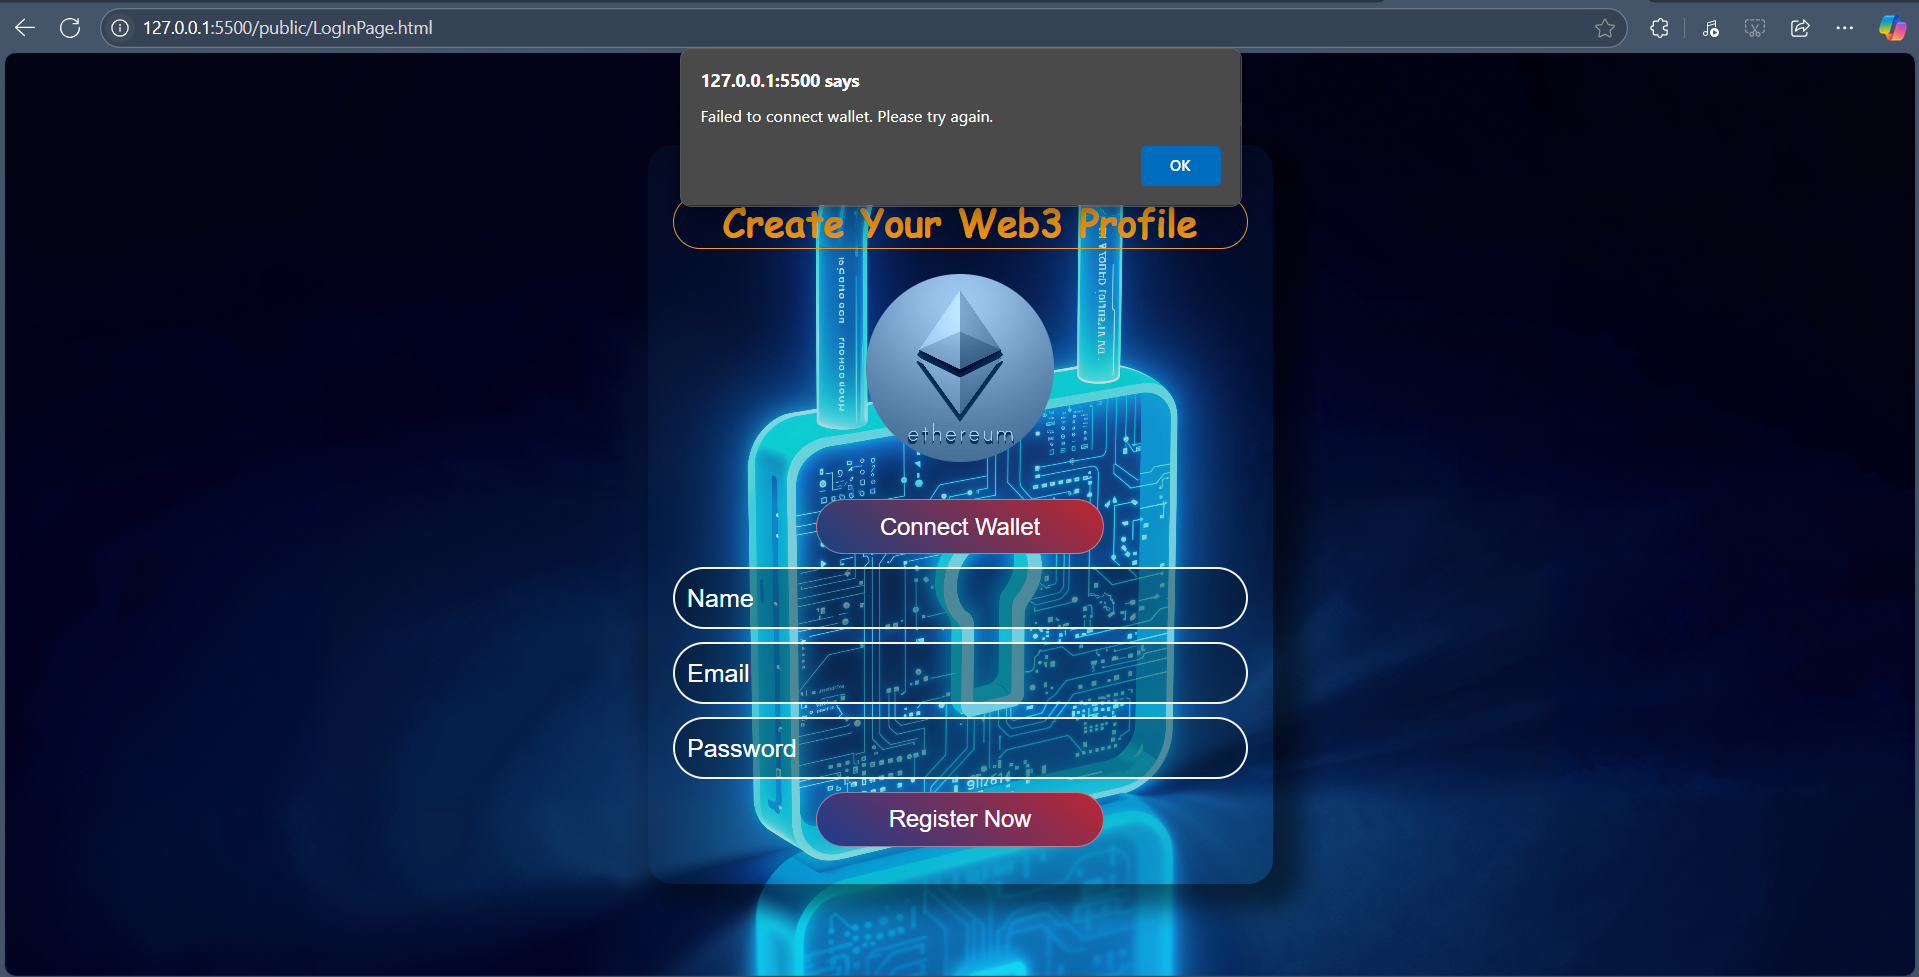 127.0.0.1:5500/public/LogInPage.html
127.0.0.1:5500 says
Failed to connect wallet. Please try again.
OK
Create Your Web3 Profile
ethereum
Connect Wallet
Name
Email
Password
Register Now